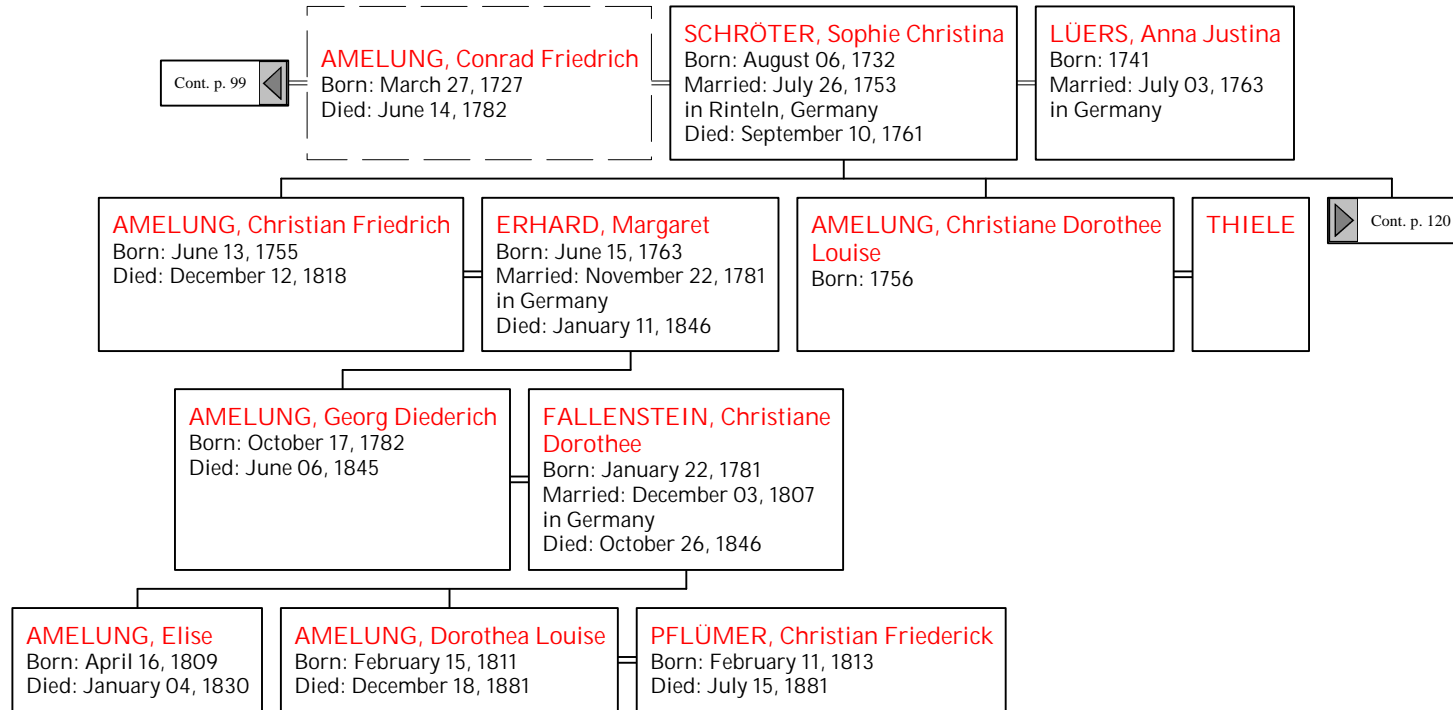 Cont. p. 99
AMELUNG, Conrad Friedrich
Born: March 27, 1727
Died: June 14, 1782
SCHRÖTER, Sophie Christina
Born: August 06, 1732
Married: July 26, 1753
in Rinteln, Germany
Died: September 10, 1761
LÜERS, Anna Justina
Born: 1741
Married: July 03, 1763
in Germany
AMELUNG, Christian Friedrich
Born: June 13, 1755
Died: December 12, 1818
ERHARD, Margaret
Born: June 15, 1763
Married: November 22, 1781
in Germany
Died: January 11, 1846
AMELUNG, Christiane Dorothee
Louise
Born: 1756
THIELE
Cont. p. 120
AMELUNG, Georg Diederich
Born: October 17, 1782
Died: June 06, 1845
FALLENSTEIN, Christiane
Dorothee
Born: January 22, 1781
Married: December 03, 1807
in Germany
Died: October 26, 1846
AMELUNG, Elise
Born: April 16, 1809
Died: January 04, 1830
AMELUNG, Dorothea Louise
Born: February 15, 1811
Died: December 18, 1881
PFLÜMER, Christian Friederick
Born: February 11, 1813
Died: July 15, 1881